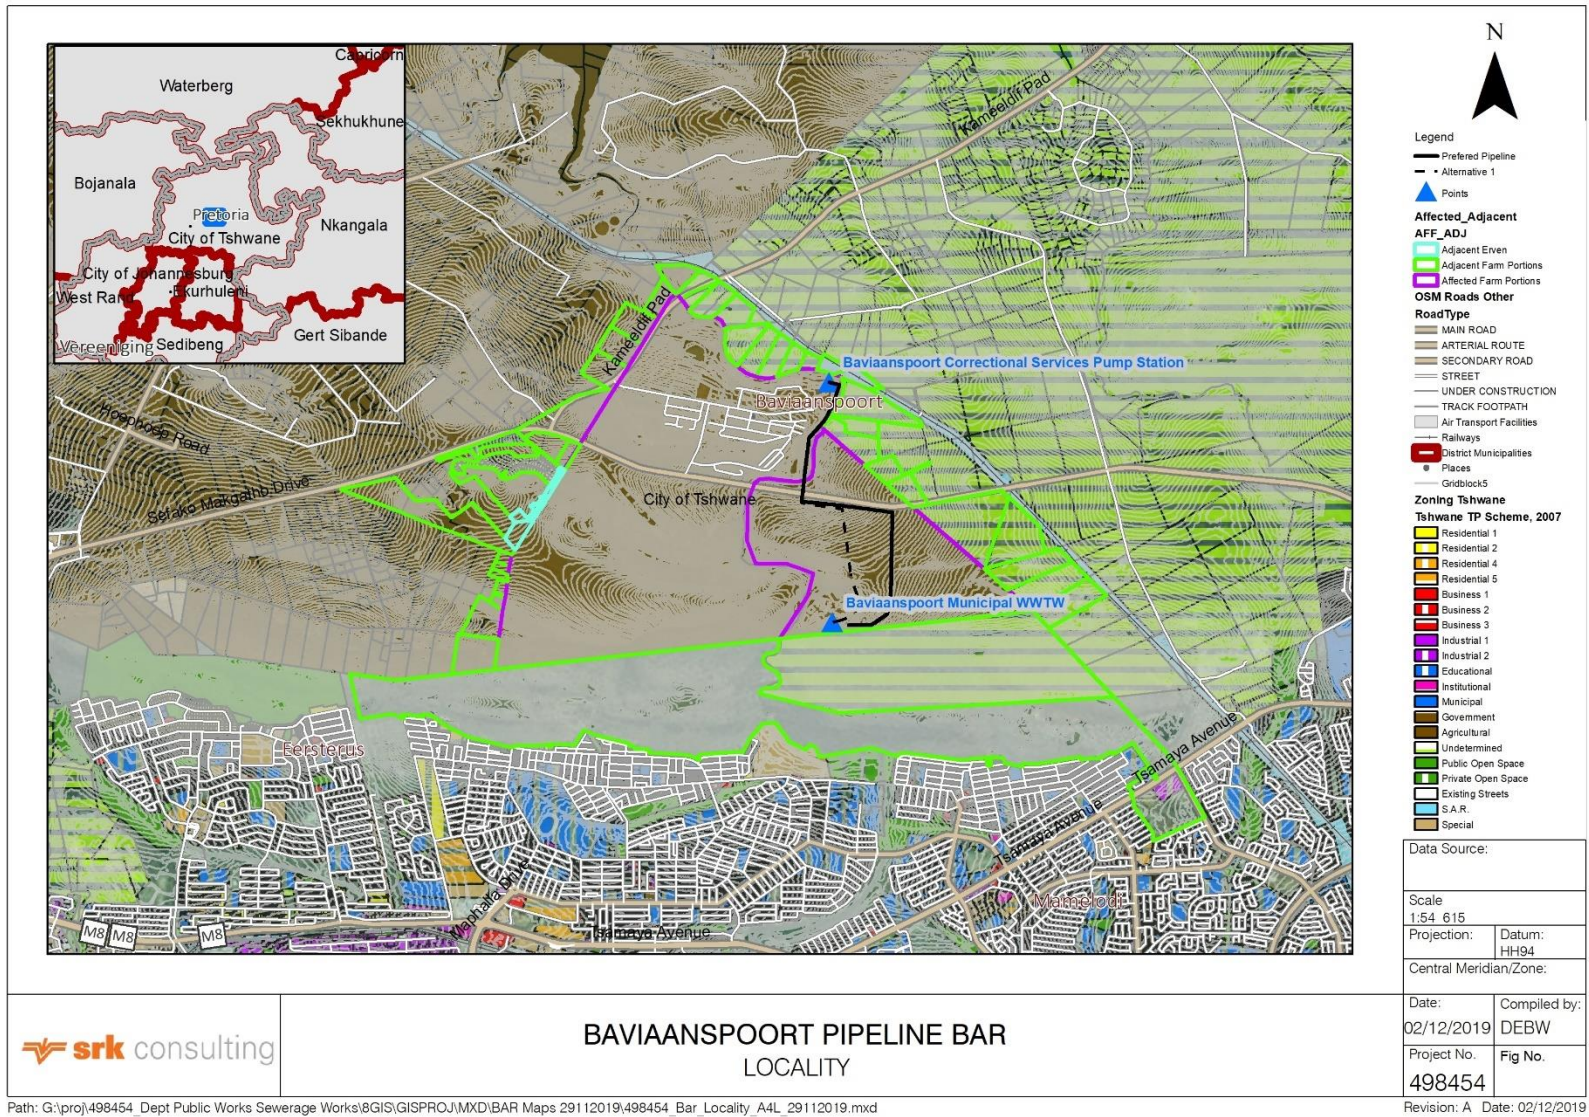 Capricorn
Waterberg
Sekhukhune
Bojanala
Pretoria
Nkangala
City of Tshwane
City of Johannesburg
Ekurhuleni
West Rand
Gert Sibande
Vereeniging
Sedibeng
Kameeldrif Pad
Kameeldrif Pad
Baviaanspoort Correctional Services Pump Station
Baviaanspoort
Sefako Makgatho Drive
City of Tshwane
Baviaanspoort Municipal WWTW
Eersterus
Tsamaya Avenue
Tsamaya Avenue
Mamelodi
Maphalla Drive
Tsamaya Avenue
M8
M8
M8
N
Legend
Preferred Pipeline
Alternative 1
Points
Affected_Adjacent
AFF_ADJ
Adjacent Erven
Adjacent Farm Portions
Affected Farm Portions
OSM Roads Other
RoadType
MAIN ROAD
ARTERIAL ROUTE
SECONDARY ROAD
STREET
UNDER CONSTRUCTION
TRACK FOOTPATH
Air Transport Facilities
Railways
District Municipalities
Places
Gridblock5
Zoning Tshwane
Tshwane TP Scheme, 2007
Residential 1
Residential 2
Residential 4
Residential 5
Business 1
Business 2
Business 3
Industrial 1
Industrial 2
Educational
Institutional
Municipal
Government
Agricultural
Undetermined
Public Open Space
Private Open Space
Existing Streets
S.A.R.
Special
Data Source:
Scale
1:54 615
Projection:
Datum:
HH94
Central Meridian/Zone:
Date:
02/12/2019
Compiled by:
DEBW
Project No.
498454
Fig No.
srk consulting
BAVIAANSPOORT PIPELINE BAR
LOCALITY
Path: G:\proj\498454_Dept Public Works Sewerage Works\8GIS\GISPROJ\MXD\BAR Maps 29112019\498454_Bar_Locality_A4L_29112019.mxd
Revision: A Date: 02/12/2019